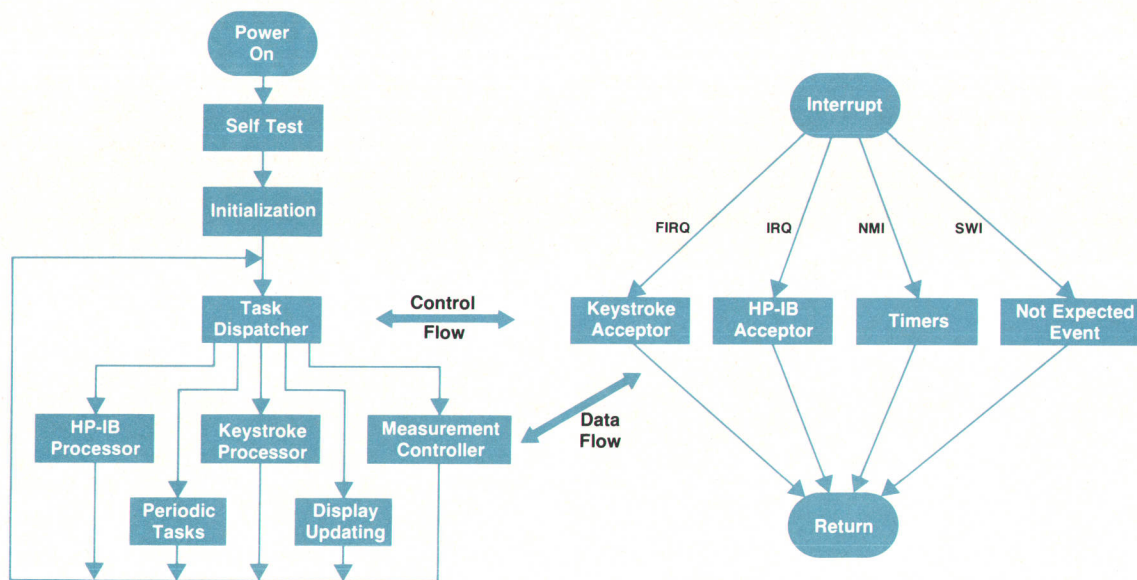 Power
On
Self Test
Initialization
Task
Dispatcher
HP-IB
Processor
Keystroke
Processor
Measurement
Controller
Periodic
Tasks
Display
Updating
Control
Flow
Data
Flow
Interrupt
FIRQ
IRQ
NMI
SWI
Keystroke
Acceptor
HP-IB
Acceptor
Timers
Not Expected
Event
Return